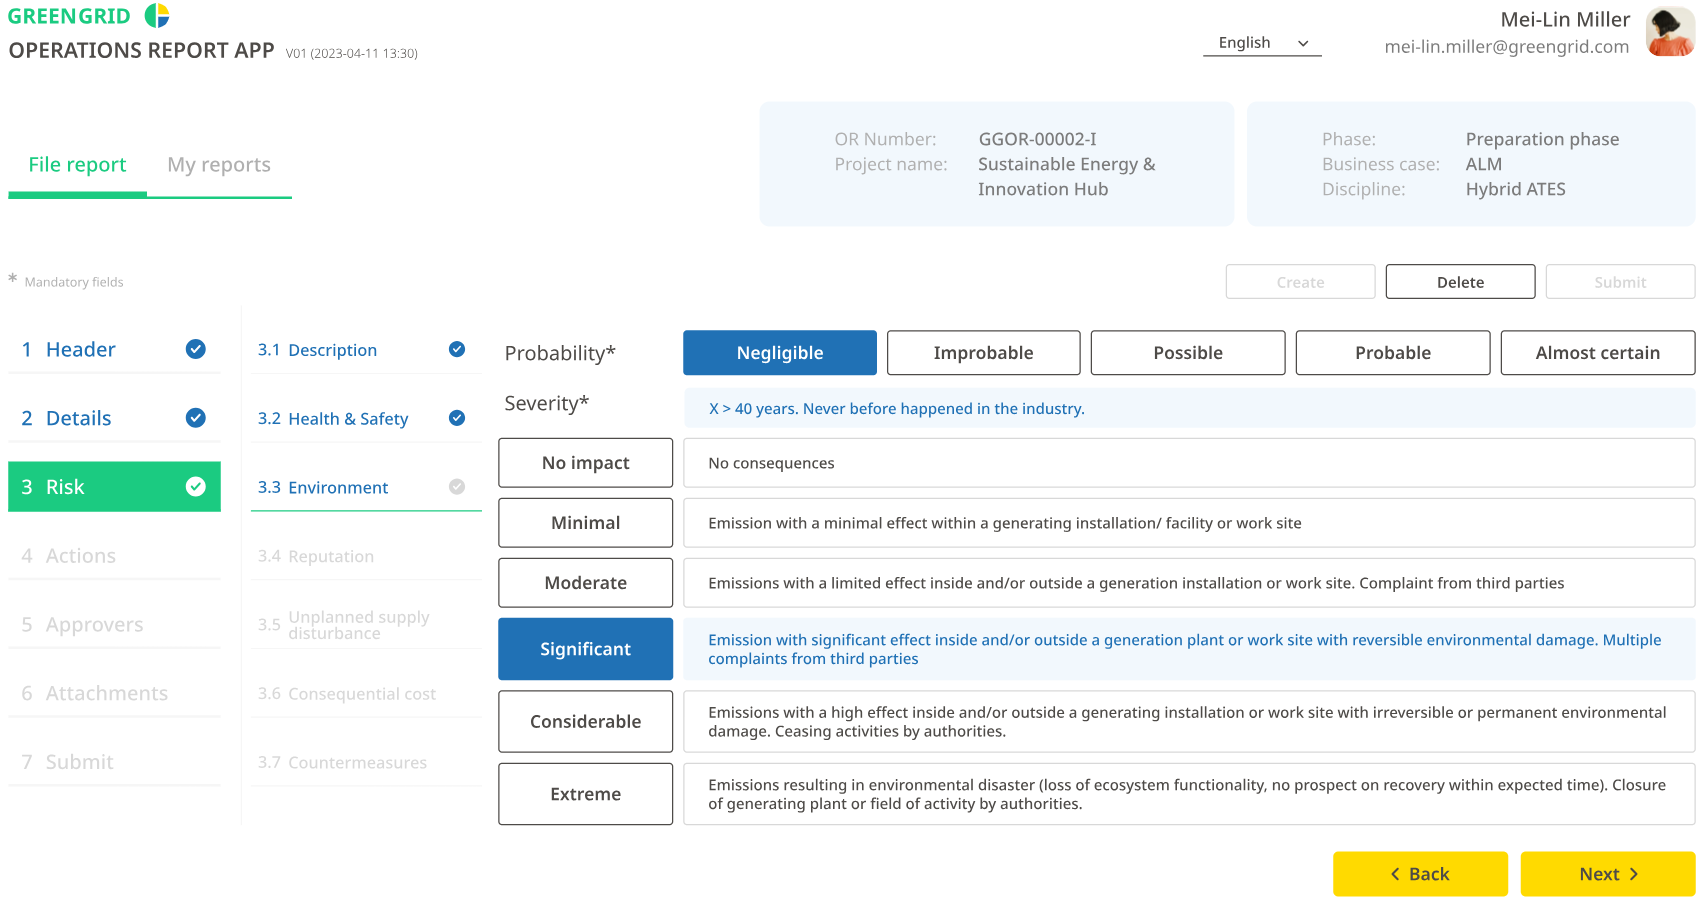 GREENGRID
OPERATIONS REPORT APP V01 (2023-04-11 13:30)
English
Mei-Lin Miller
mei-lin.miller@greengrid.com
File report
My reports
OR Number: GGOR-00002-I
Project name: Sustainable Energy &
Innovation Hub
Phase: Preparation phase
Business case: ALM
Discipline: Hybrid ATES
* Mandatory fields
Create
Delete
Submit
1 Header
2 Details
3 Risk
4 Actions
5 Approvers
6 Attachments
7 Submit
3.1 Description
3.2 Health & Safety
3.3 Environment
3.4 Reputation
3.5 Unplanned supply
disturbance
3.6 Consequential cost
3.7 Countermeasures
Probability*
Negligible
Improbable
Possible
Probable
Almost certain
Severity*
X > 40 years. Never before happened in the industry.
No impact
No consequences
Minimal
Emission with a minimal effect within a generating installation/ facility or work site
Moderate
Emissions with a limited effect inside and/or outside a generation installation or work site. Complaint from third parties
Significant
Emission with significant effect inside and/or outside a generation plant or work site with reversible environmental damage. Multiple
complaints from third parties
Considerable
Emissions with a high effect inside and/or outside a generating installation or work site with irreversible or permanent environmental
damage. Ceasing activities by authorities.
Extreme
Emissions resulting in environmental disaster (loss of ecosystem functionality, no prospect on recovery within expected time). Closure
of generating plant or field of activity by authorities.
Back
Next